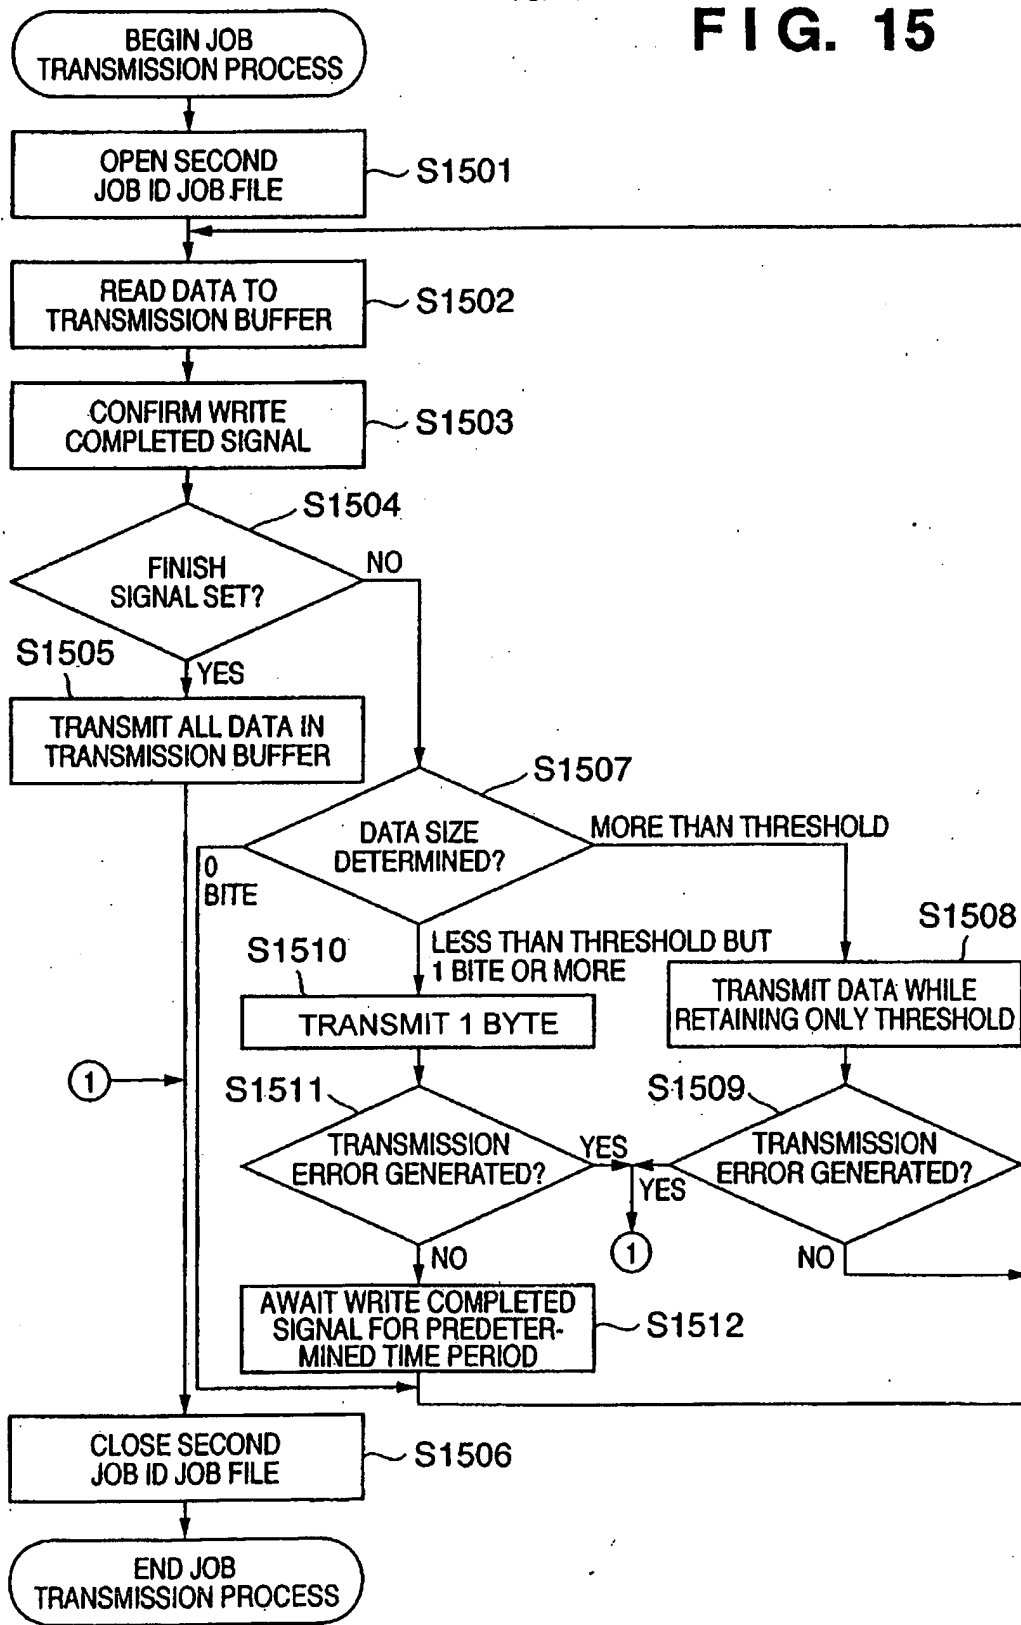 FIG. 15
BEGIN JOB
TRANSMISSION PROCESS
OPEN SECOND
JOB ID JOB FILE
S1501
READ DATA TO
TRANSMISSION BUFFER
S1502
CONFIRM WRITE
COMPLETED SIGNAL
S1503
S1504
FINISH
SIGNAL SET?
NO
YES
S1505
TRANSMIT ALL DATA IN
TRANSMISSION BUFFER
S1507
DATA SIZE
DETERMINED?
MORE THAN THRESHOLD
0
BITE
LESS THAN THRESHOLD BUT
1 BITE OR MORE
S1510
TRANSMIT 1 BYTE
S1508
TRANSMIT DATA WHILE
RETAINING ONLY THRESHOLD
1
S1511
TRANSMISSION
ERROR GENERATED?
YES
S1509
TRANSMISSION
ERROR GENERATED?
YES
1
NO
NO
AWAIT WRITE COMPLETED
SIGNAL FOR PREDETER-
MINED TIME PERIOD
S1512
CLOSE SECOND
JOB ID JOB FILE
S1506
END JOB
TRANSMISSION PROCESS